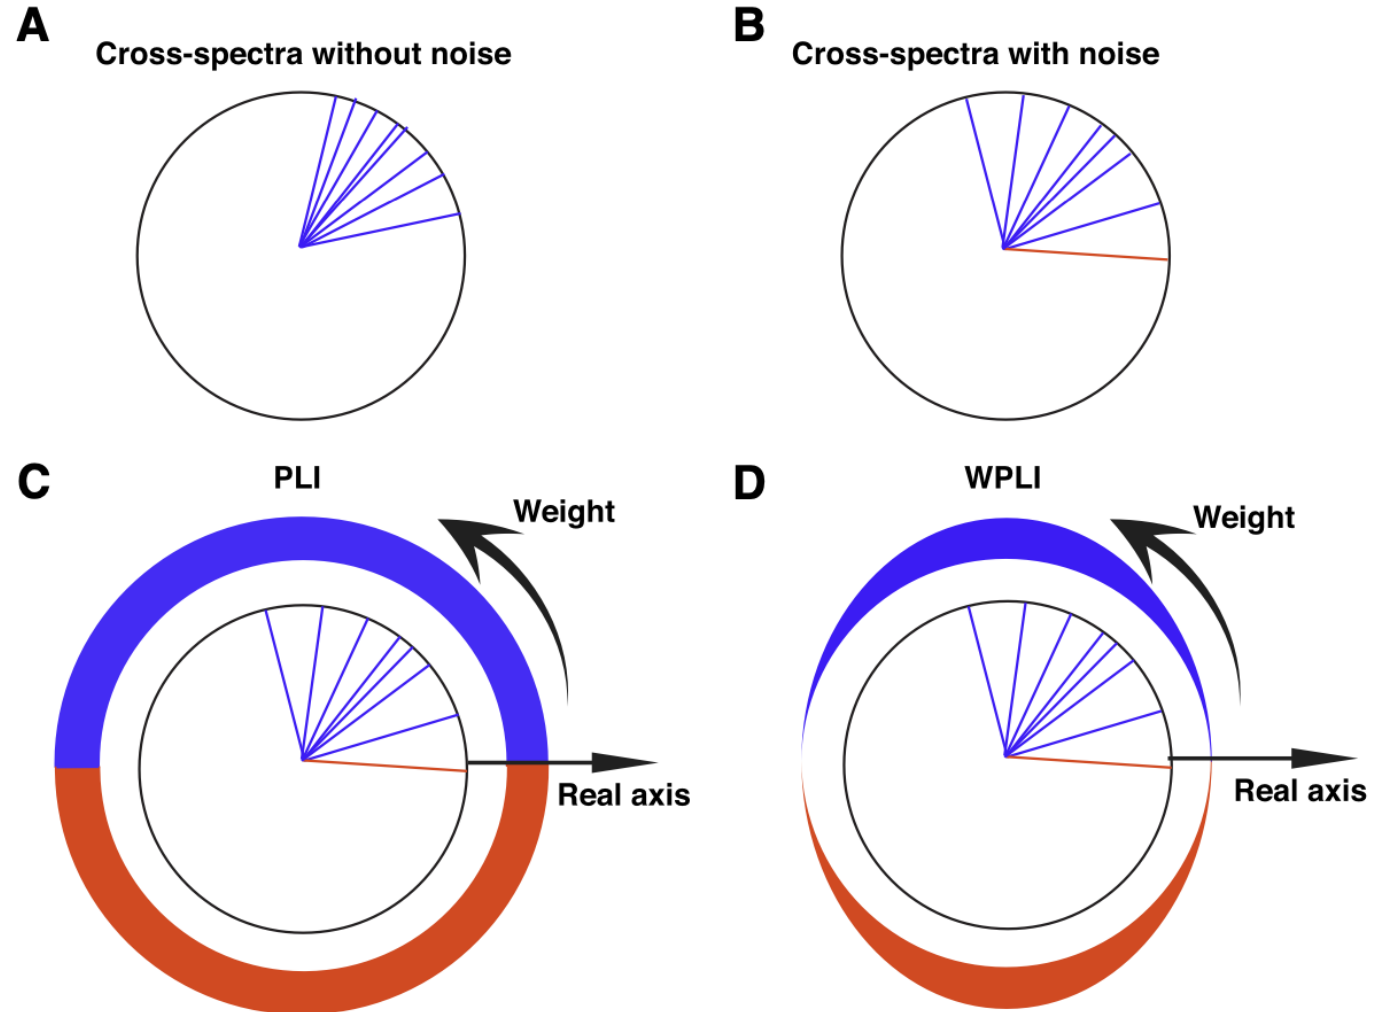 A
Cross-spectra without noise
B
Cross-spectra with noise
C
PLI
Weight
Real axis
D
WPLI
Weight
Real axis